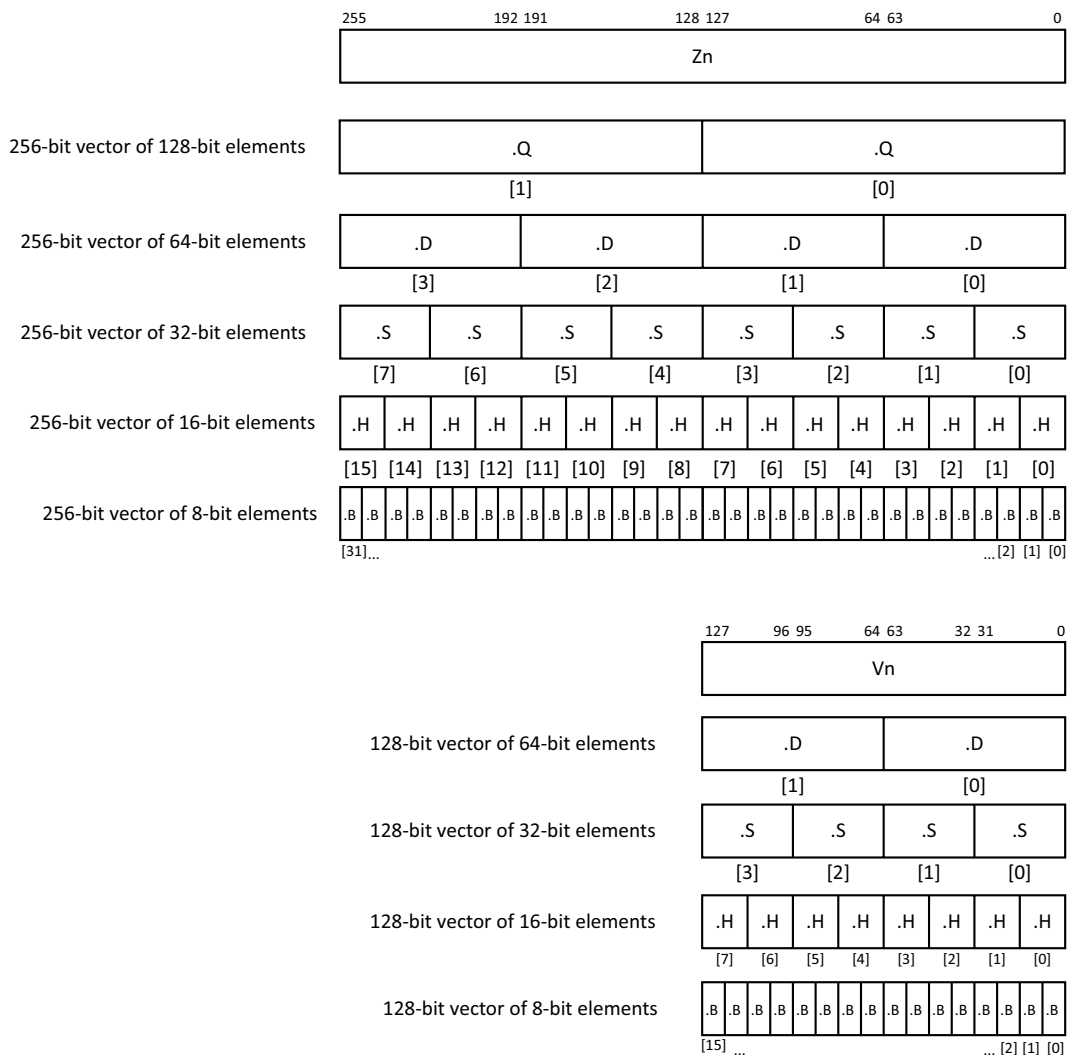 255 192 191 128 127 64 63 0
Zn
256-bit vector of 128-bit elements .Q .Q
[1] [0]
256-bit vector of 64-bit elements .D .D .D .D
[3] [2] [1] [0]
256-bit vector of 32-bit elements .S .S .S .S .S .S .S .S
[7] [6] [5] [4] [3] [2] [1] [0]
256-bit vector of 16-bit elements .H .H .H .H .H .H .H .H .H .H .H .H .H .H .H .H
[15] [14] [13] [12] [11] [10] [9] [8] [7] [6] [5] [4] [3] [2] [1] [0]
256-bit vector of 8-bit elements .B .B .B .B .B .B .B .B .B .B .B .B .B .B .B .B .B .B .B .B .B .B .B .B .B .B .B .B .B .B .B .B
[31]... ...[2] [1] [0]
127 96 95 64 63 32 31 0
Vn
128-bit vector of 64-bit elements .D .D
[1] [0]
128-bit vector of 32-bit elements .S .S .S .S
[3] [2] [1] [0]
128-bit vector of 16-bit elements .H .H .H .H .H .H .H .H
[7] [6] [5] [4] [3] [2] [1] [0]
128-bit vector of 8-bit elements .B .B .B .B .B .B .B .B .B .B .B .B .B .B .B .B
[15] ... ... [2] [1] [0]